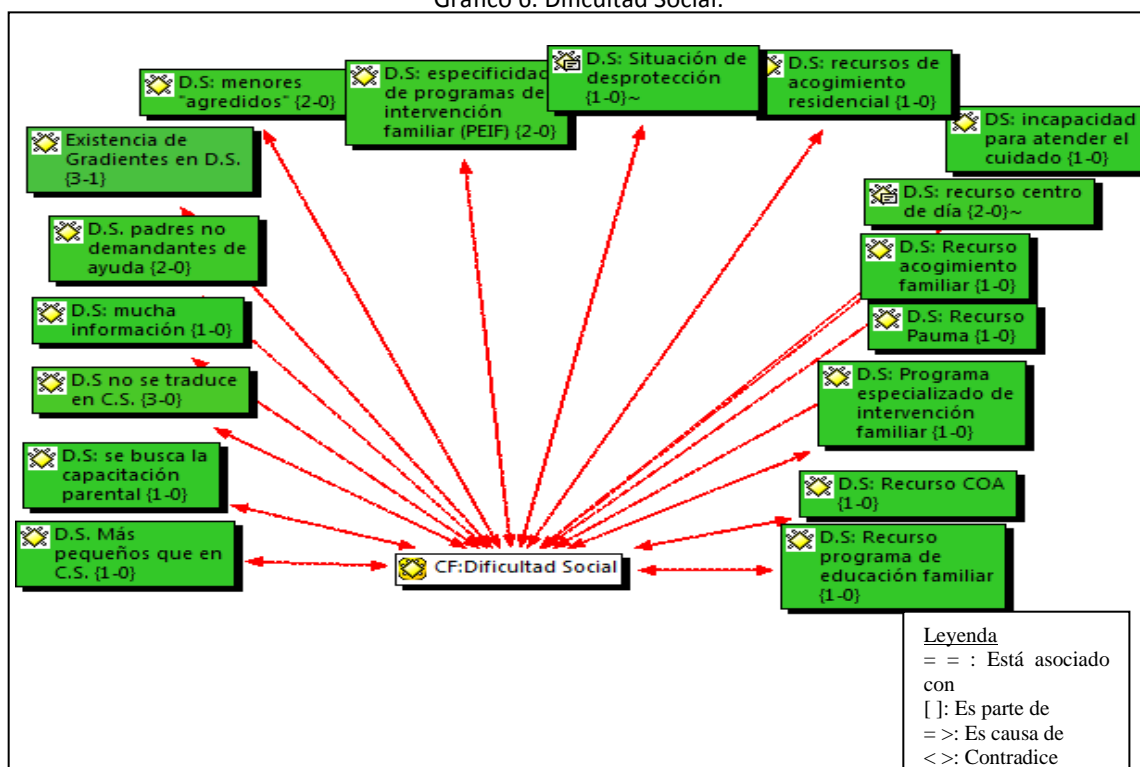 Gráfico 6. Dificultad Social.
D.S: menores
"agredidos" {2-0}
D.S: especificidad
de programas de
intervención
familiar (PEIF) {2-0}
D.S: Situación de
desprotección
{1-0}~
D.S: recursos de
acogimiento
residencial {1-0}
DS: incapacidad
para atender el
cuidado {1-0}
Existencia de
Gradientes en D.S.
{3-1}
D.S: recurso centro
de día {2-0}~
D.S. padres no
demandantes de
ayuda {2-0}
D.S: Recurso
acogimiento
familiar {1-0}
D.S: mucha
información {1-0}
D.S: Recurso
Pauma {1-0}
D.S no se traduce
en C.S. {3-0}
D.S: Programa
especializado de
intervención
familiar {1-0}
D.S: se busca la
capacitación
parental {1-0}
D.S: Recurso COA
{1-0}
D.S. Más
pequeños que en
C.S. {1-0}
CF:Dificultad Social
D.S: Recurso
programa de
educación familiar
{1-0}
Leyenda
= = : Está asociado
con
[ ]: Es parte de
= >: Es causa de
< >: Contradice